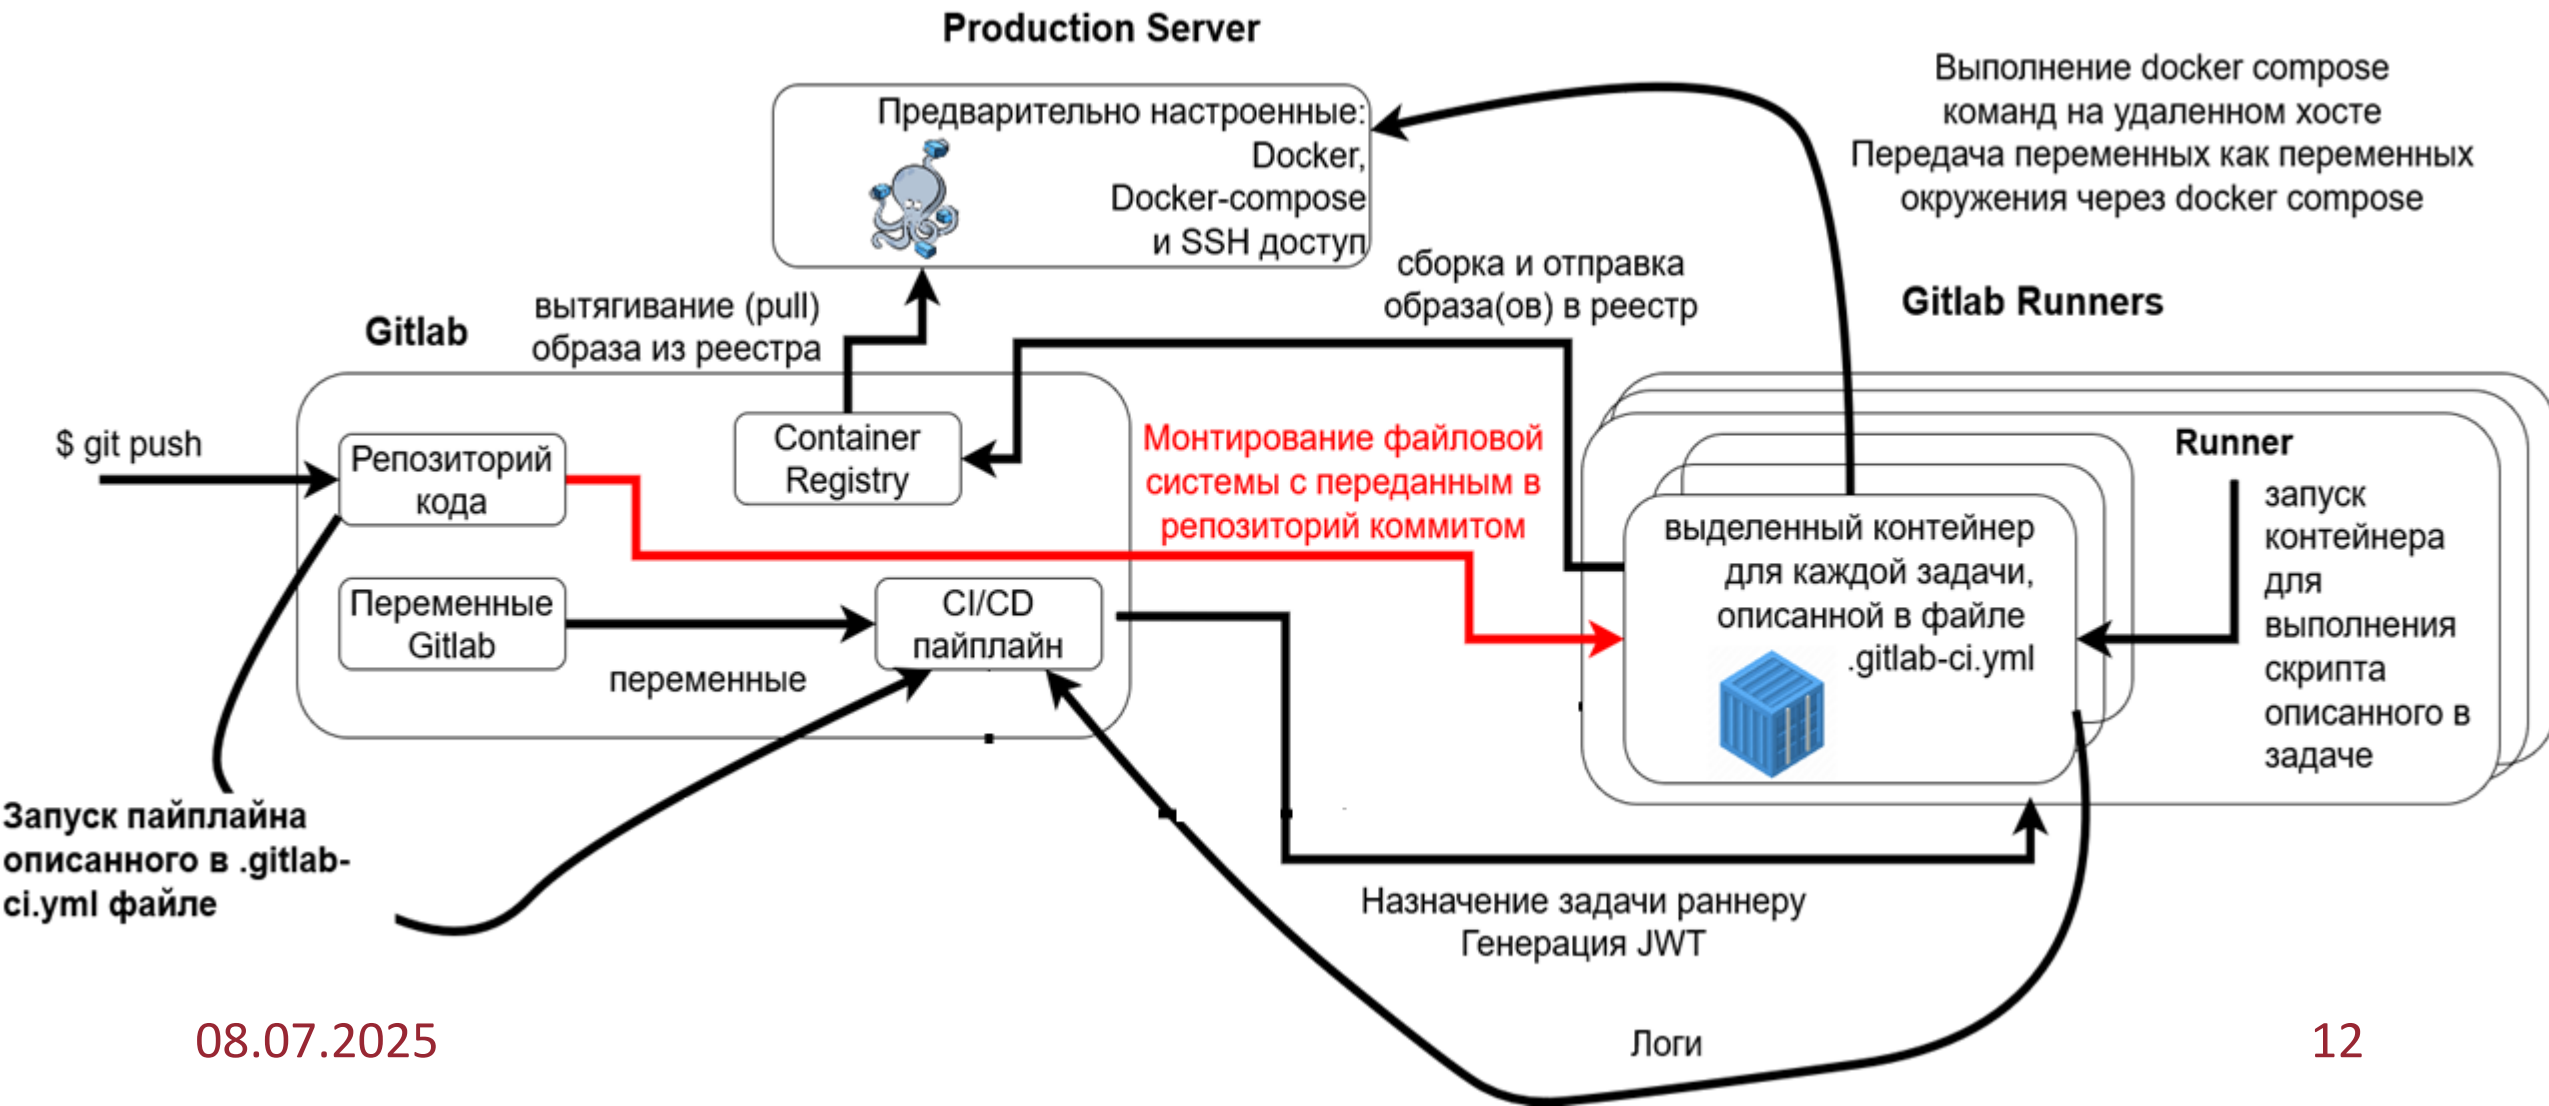 Production Server
Предварительно настроенные:
Docker,
Docker-compose
и SSH доступ
Выполнение docker compose
команд на удаленном хосте
Передача переменных как переменных
окружения через docker compose
сборка и отправка
образа(ов) в реестр
Gitlab Runners
вытягивание (pull)
образа из реестра
Gitlab
$ git push
Репозиторий
кода
Container
Registry
Монтирование файловой
системы с переданным в
репозиторий коммитом
Runner
запуск
контейнера
для
выполнения
скрипта
описанного в
задаче
выделенный контейнер
для каждой задачи,
описанной в файле
.gitlab-ci.yml
Переменные
Gitlab
переменные
CI/CD
пайплайн
Запуск пайплайна
описанного в .gitlab-
ci.yml файле
Назначение задачи раннеру
Генерация JWT
Логи
08.07.2025
12